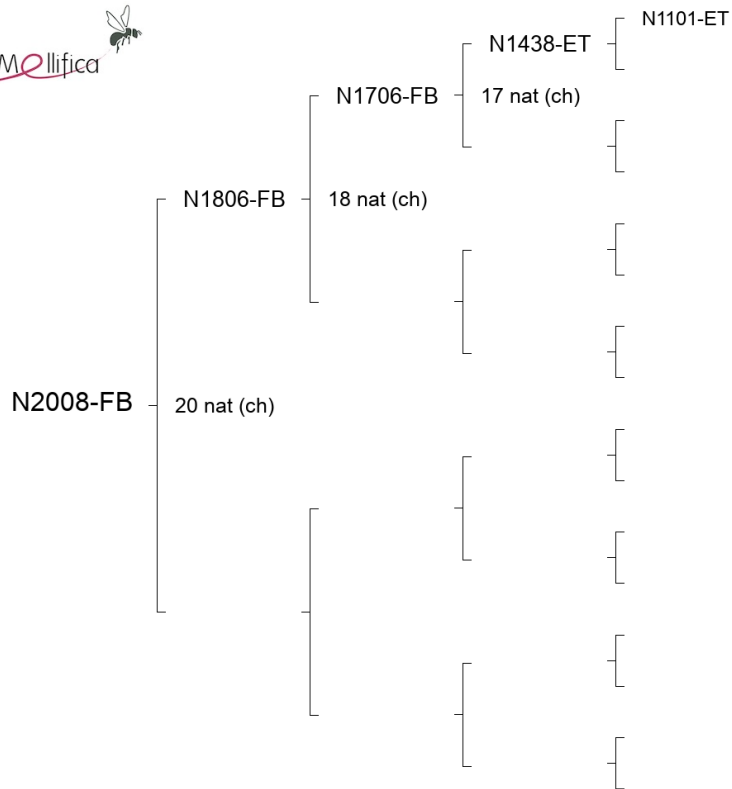 Mellifica
N1101-ET
N1438-ET
N1706-FB
17 nat (ch)
N1806-FB
18 nat (ch)
N2008-FB
20 nat (ch)